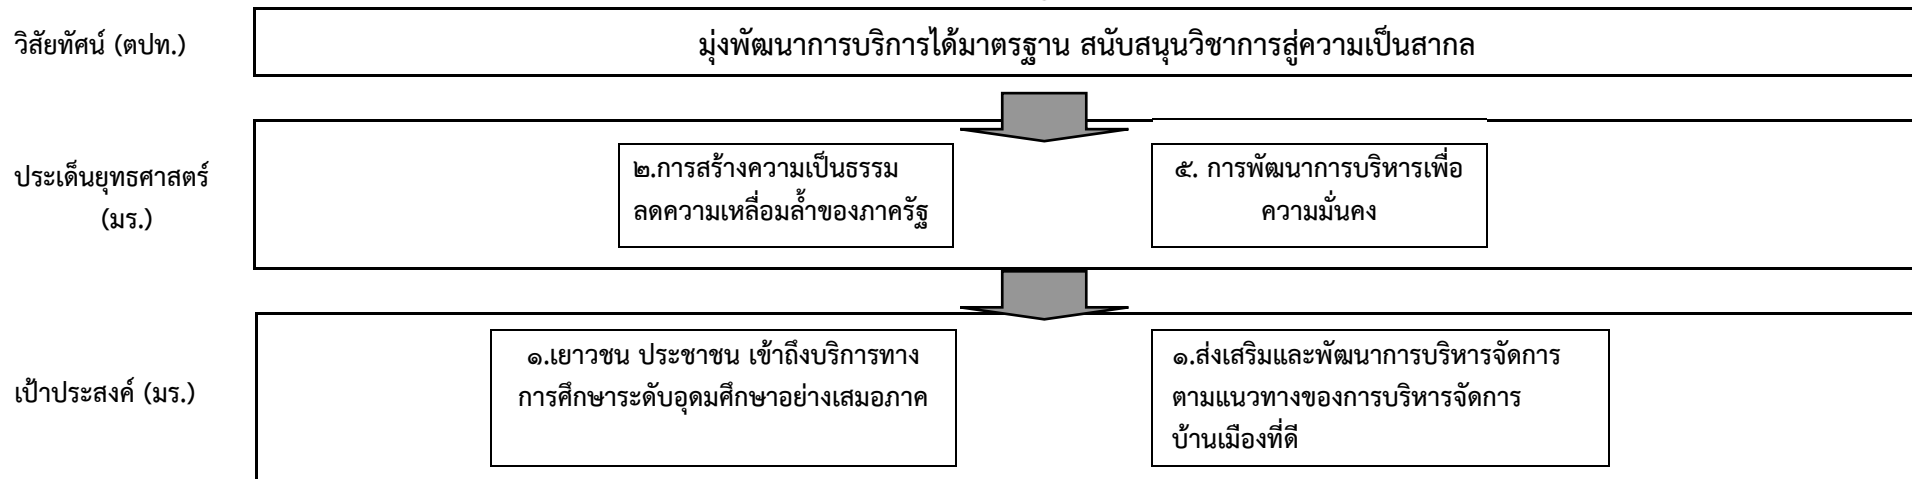 วิสัยทัศน์ (ตปท.)
มุ่งพัฒนาการบริการได้มาตรฐาน สนับสนุนวิชาการสู่ความเป็นสากล
ประเด็นยุทธศาสตร์
(มร.)
๒.การสร้างความเป็นธรรม
ลดความเหลื่อมล้ำของภาครัฐ
๕. การพัฒนาการบริหารเพื่อ
ความมั่นคง
เป้าประสงค์ (มร.)
๑.เยาวชน ประชาชน เข้าถึงบริการทาง
การศึกษาระดับอุดมศึกษาอย่างเสมอภาค
๑.ส่งเสริมและพัฒนาการบริหารจัดการ
ตามแนวทางของการบริหารจัดการ
บ้านเมืองที่ดี